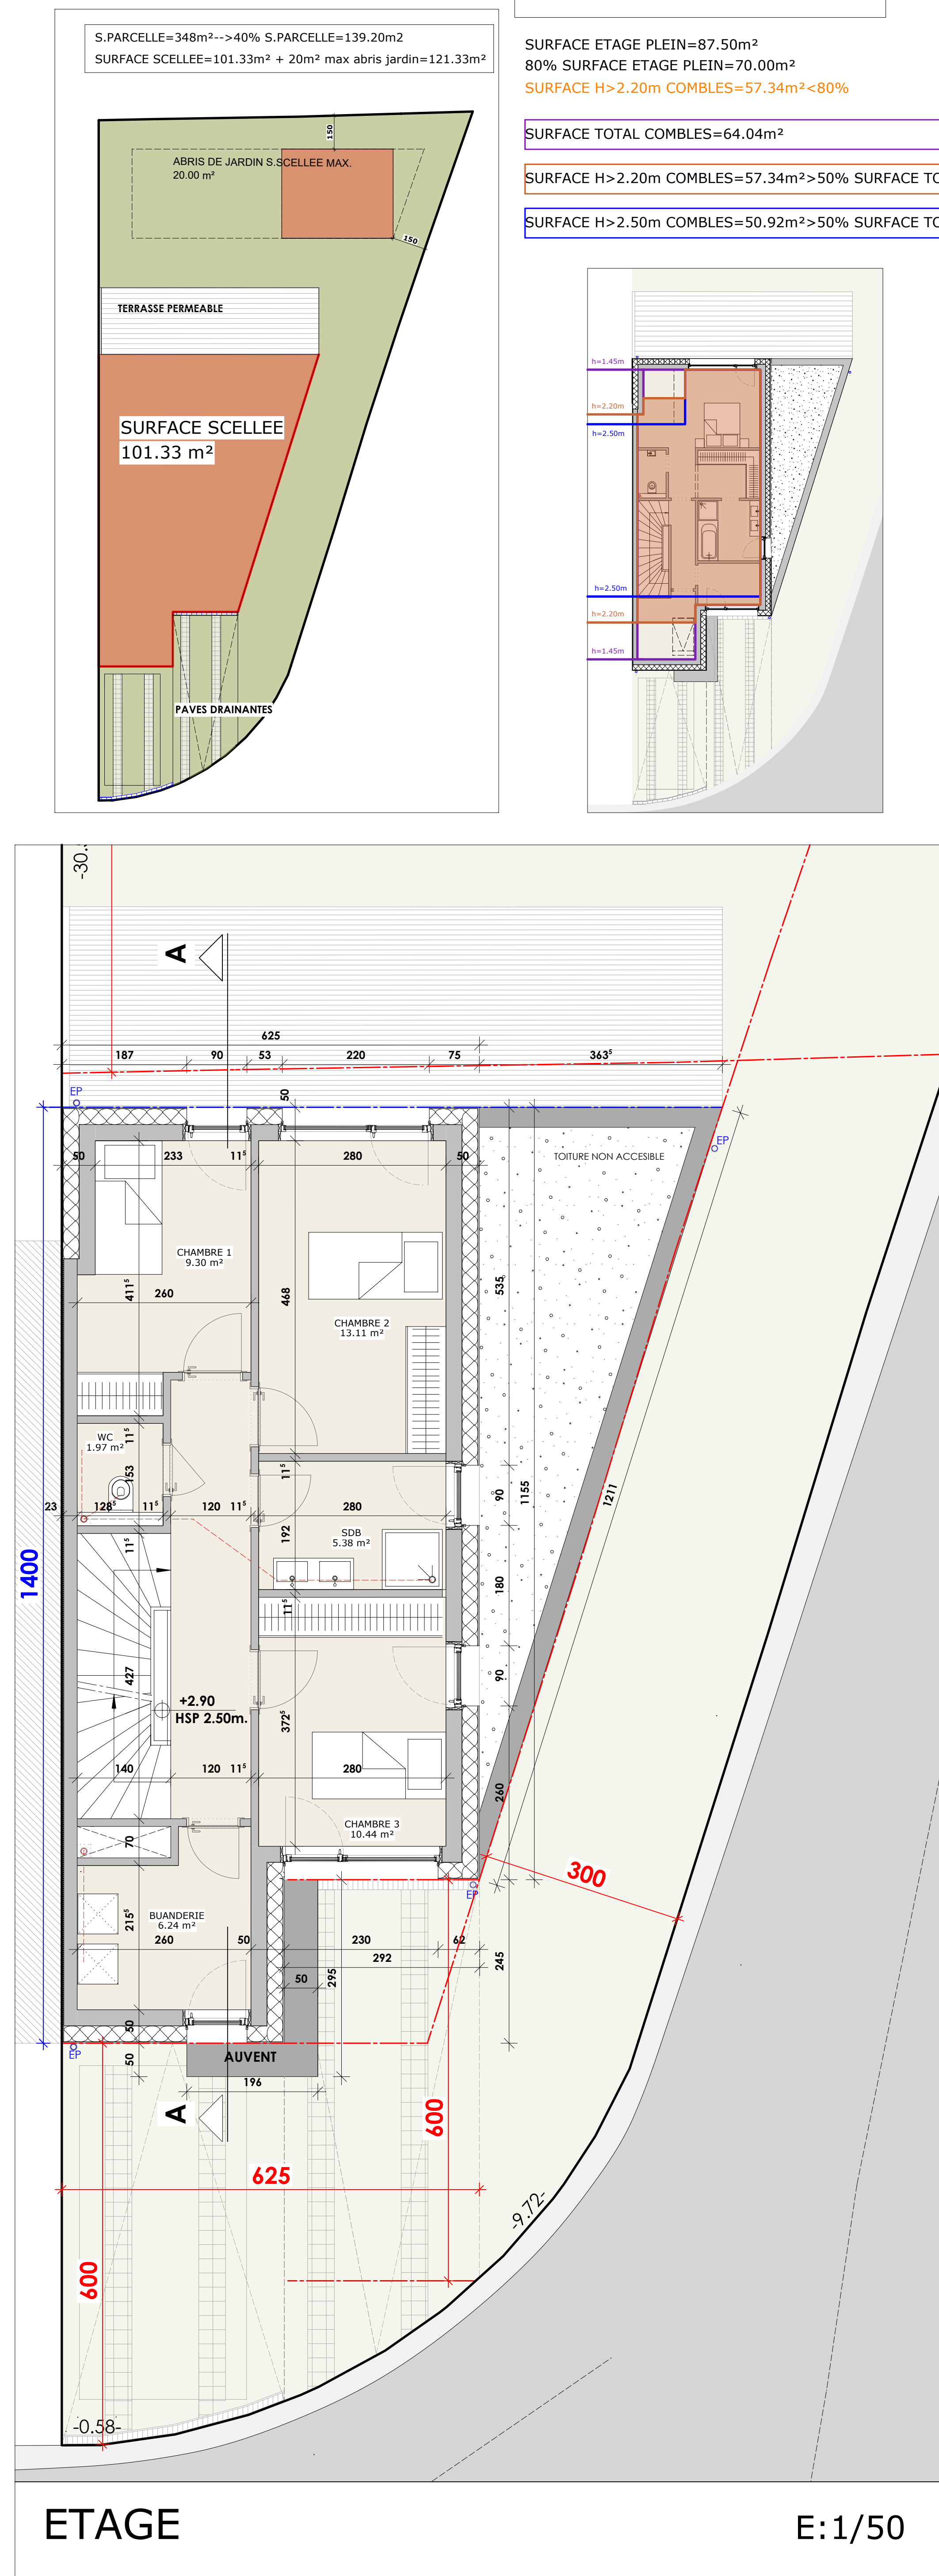 S.PARCELLE=348m²-->40% S.PARCELLE=139.20m2
SURFACE SCELLEE=101.33m² + 20m² max abris jardin=121.33m²
150
ABRIS DE JARDIN S.SCELLEE MAX.
20.00 m²
150
TERRASSE PERMEABLE
SURFACE SCELLEE
101.33 m²
PAVES DRAINANTES
SURFACE ETAGE PLEIN=87.50m²
80% SURFACE ETAGE PLEIN=70.00m²
SURFACE H>2.20m COMBLES=57.34m²<80%
SURFACE TOTAL COMBLES=64.04m²
SURFACE H>2.20m COMBLES=57.34m²>50% SURFACE TO
SURFACE H>2.50m COMBLES=50.92m²>50% SURFACE TO
h=1.45m
h=2.20m
h=2.50m
h=2.50m
h=2.20m
h=1.45m
-30.
A
625
187 90 53 220 75 363⁵
EP
50
EP
50 233 11⁵ 280 50
TOITURE NON ACCESIBLE
CHAMBRE 1
9.30 m²
411⁵
260
468
535
CHAMBRE 2
13.11 m²
WC
1.97 m²
11⁵
153
11⁵
90
1155
1211
23 128⁵ 11⁵ 120 11⁵ 280
11⁵
192
SDB
5.38 m²
1400
180
11⁵
427
+2.90
HSP 2.50m.
90
372⁵
140 120 11⁵ 280
260
CHAMBRE 3
10.44 m²
70
300
EP
BUANDERIE
6.24 m²
215⁵
260 50 230 62
292
245
50
295
50
EP
50
AUVENT
196
A
600
625
-9.72-
600
-0.58-
ETAGE
E:1/50